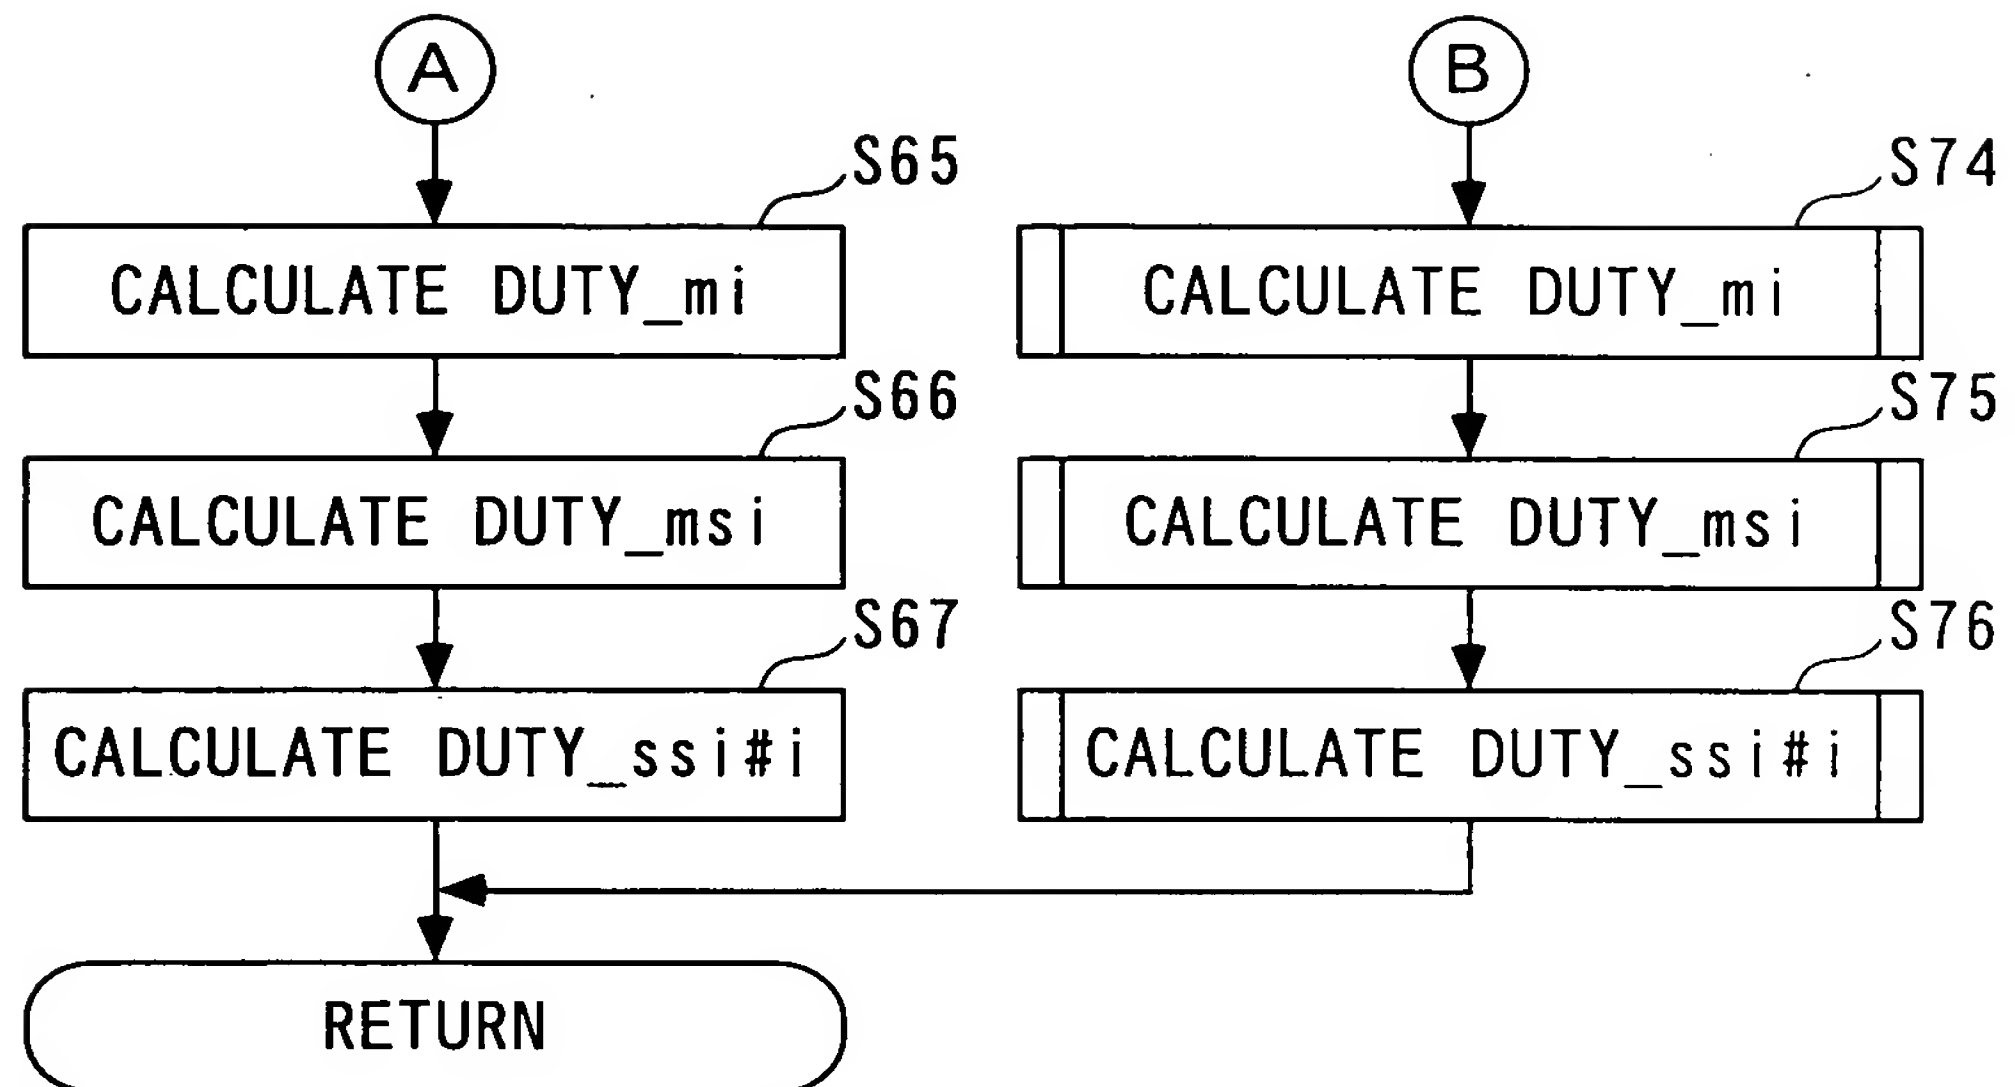 A
S65
CALCULATE DUTY_mi
S66
CALCULATE DUTY_msi
S67
CALCULATE DUTY_ssi#i
RETURN
B
S74
CALCULATE DUTY_mi
S75
CALCULATE DUTY_msi
S76
CALCULATE DUTY_ssi#i